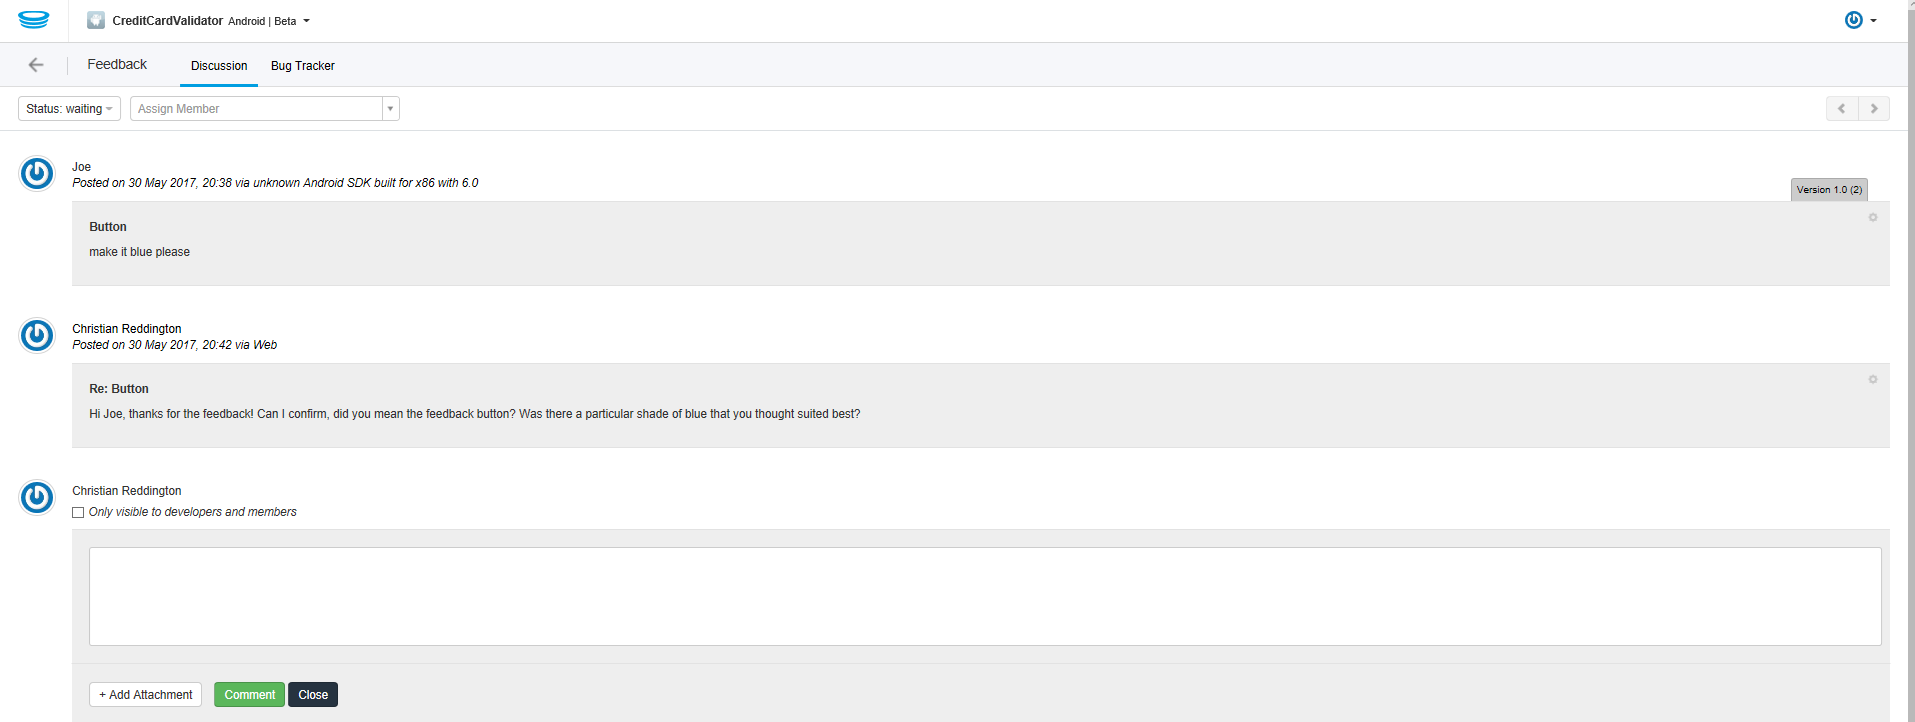 CreditCardValidator Android | Beta
Feedback Discussion Bug Tracker
Status: waiting Assign Member
Joe
Posted on 30 May 2017, 20:38 via unknown Android SDK built for x86 with 6.0
Version 1.0 (2)
Button
make it blue please
Christian Reddington
Posted on 30 May 2017, 20:42 via Web
Re: Button
Hi Joe, thanks for the feedback! Can I confirm, did you mean the feedback button? Was there a particular shade of blue that you thought suited best?
Christian Reddington
Only visible to developers and members
+ Add Attachment Comment Close